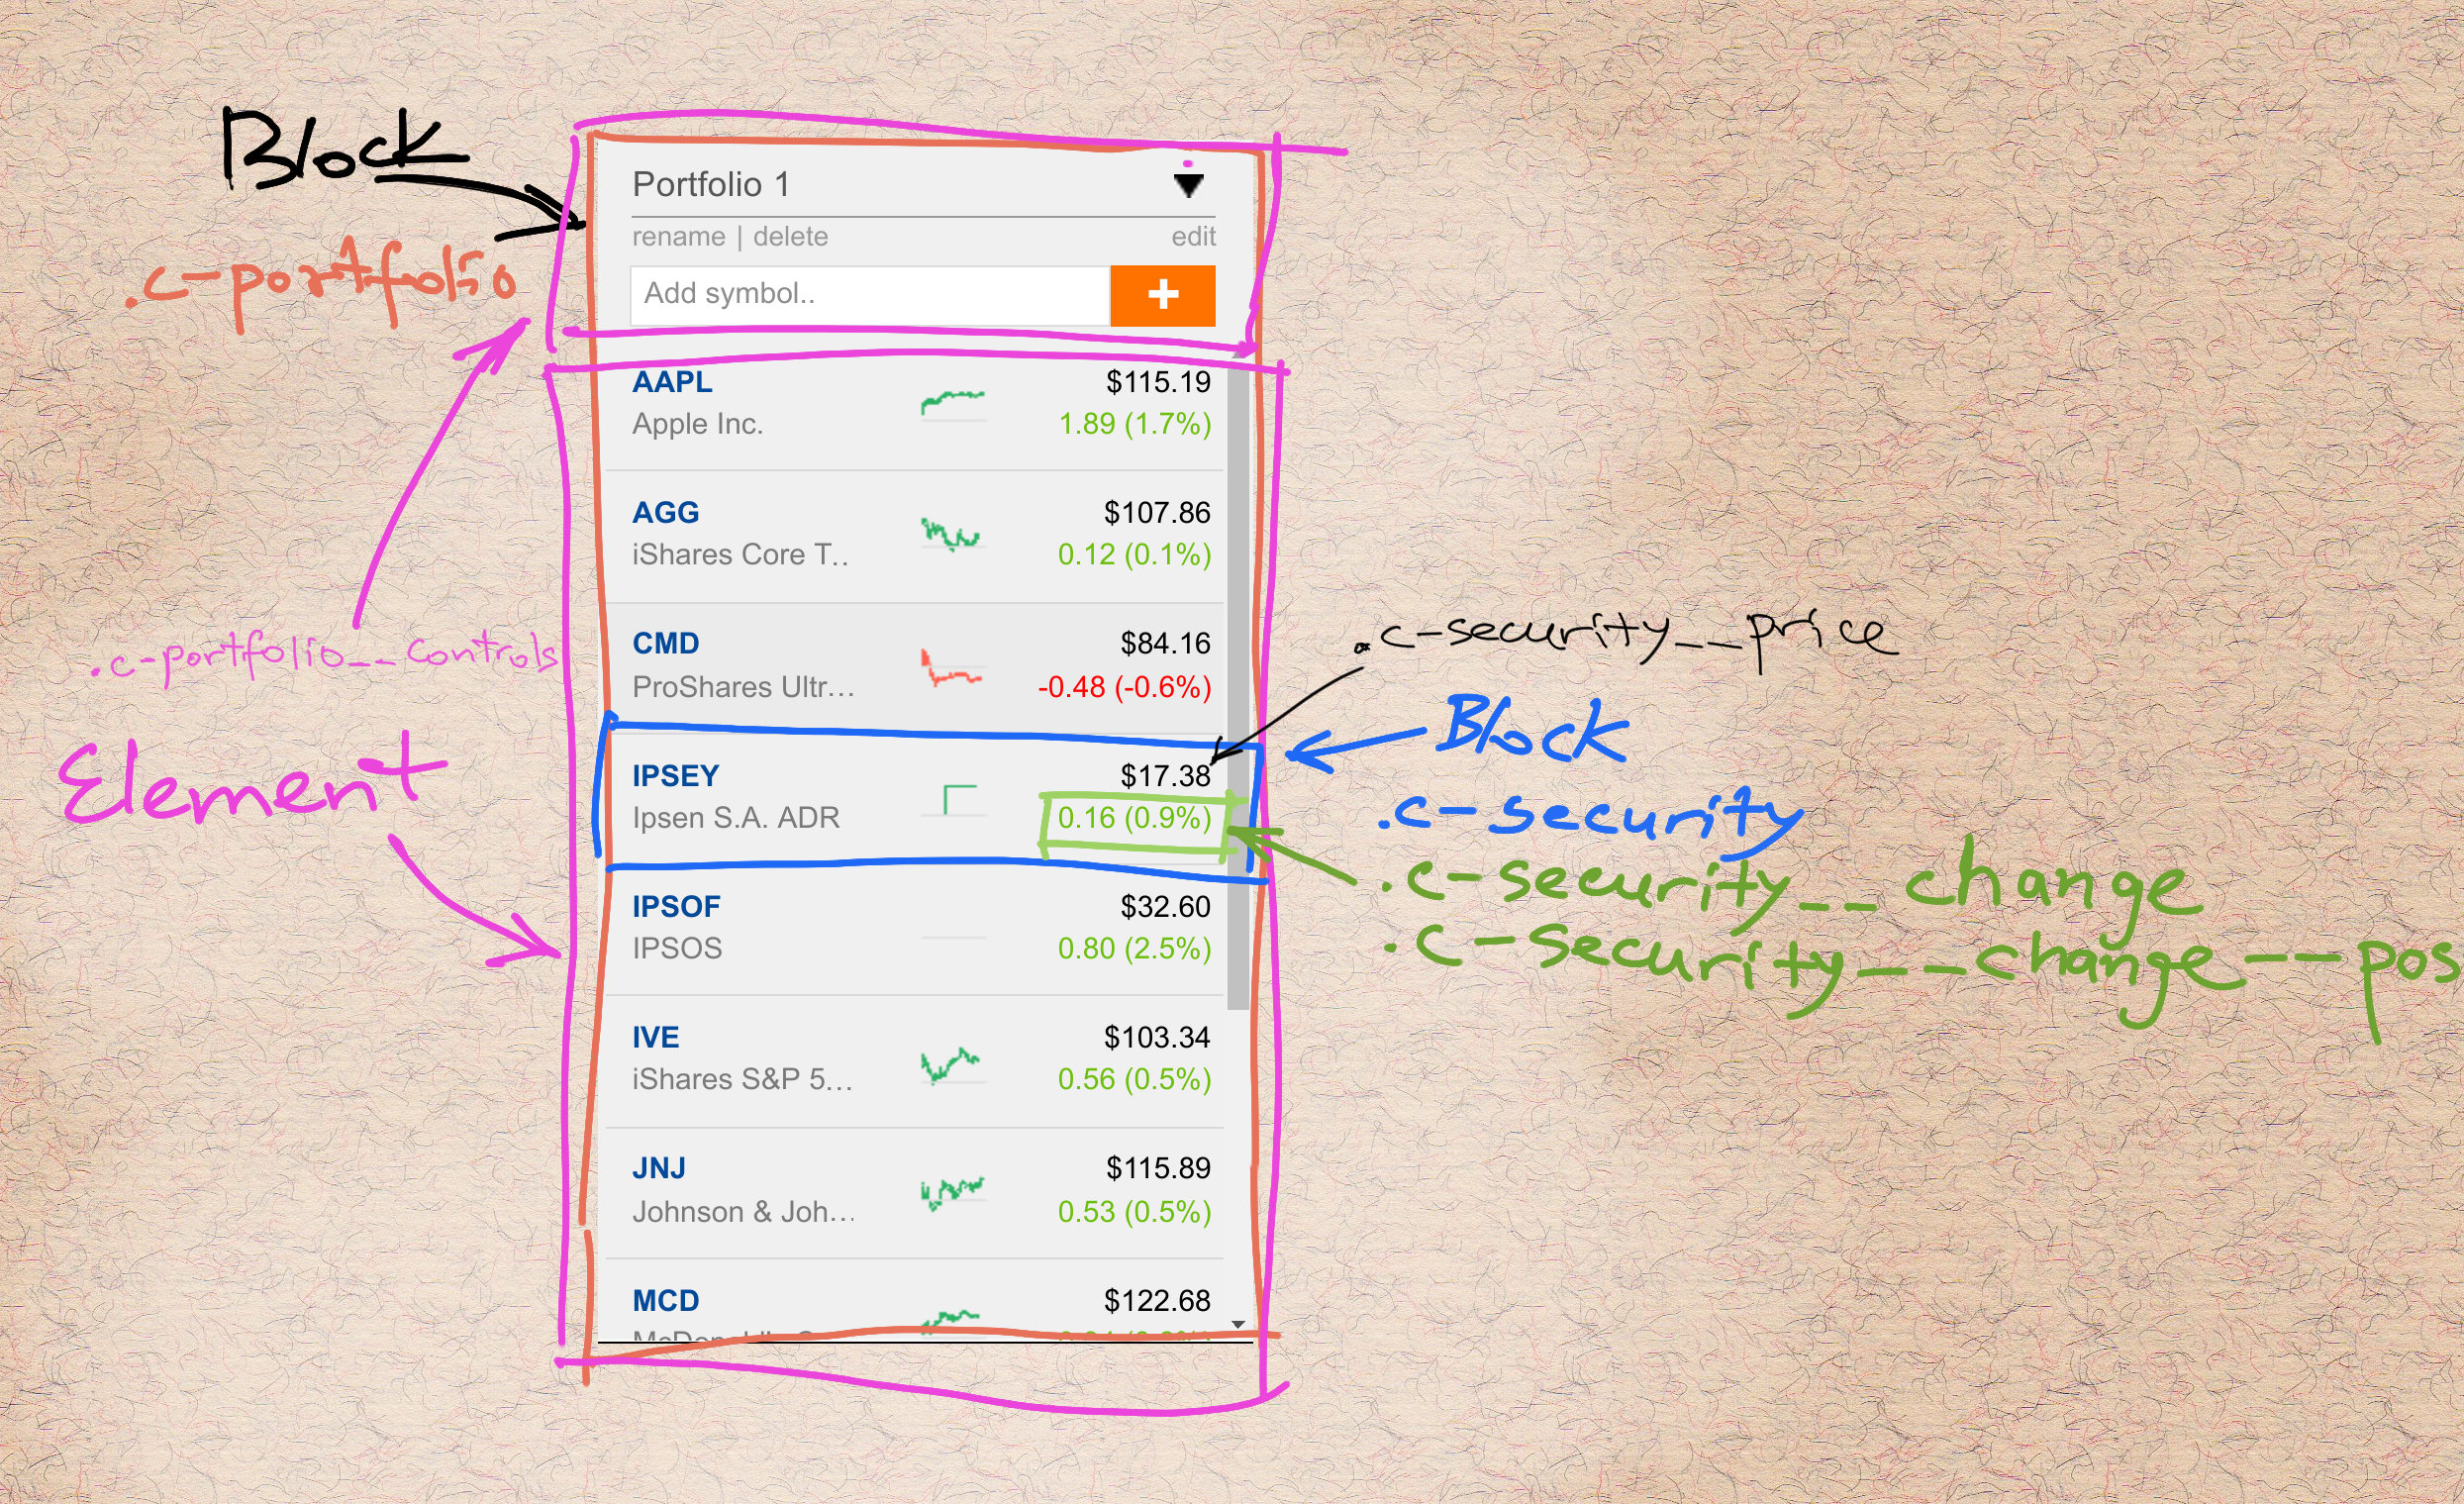 Block
.c-portfolio
.c-portfolio__controls
Element
Portfolio 1
rename | delete
edit
Add symbol..
+
AAPL
$115.19
Apple Inc.
1.89 (1.7%)
AGG
$107.86
iShares Core T..
0.12 (0.1%)
CMD
$84.16
ProShares Ultr...
-0.48 (-0.6%)
IPSEY
$17.38
Ipsen S.A. ADR
0.16 (0.9%)
IPSOF
$32.60
IPSOS
0.80 (2.5%)
IVE
$103.34
iShares S&P 5...
0.56 (0.5%)
JNJ
$115.89
Johnson & Joh...
0.53 (0.5%)
MCD
$122.68
.c-security__price
Block
.c-security
.c-security__change
.c-security__change--pos